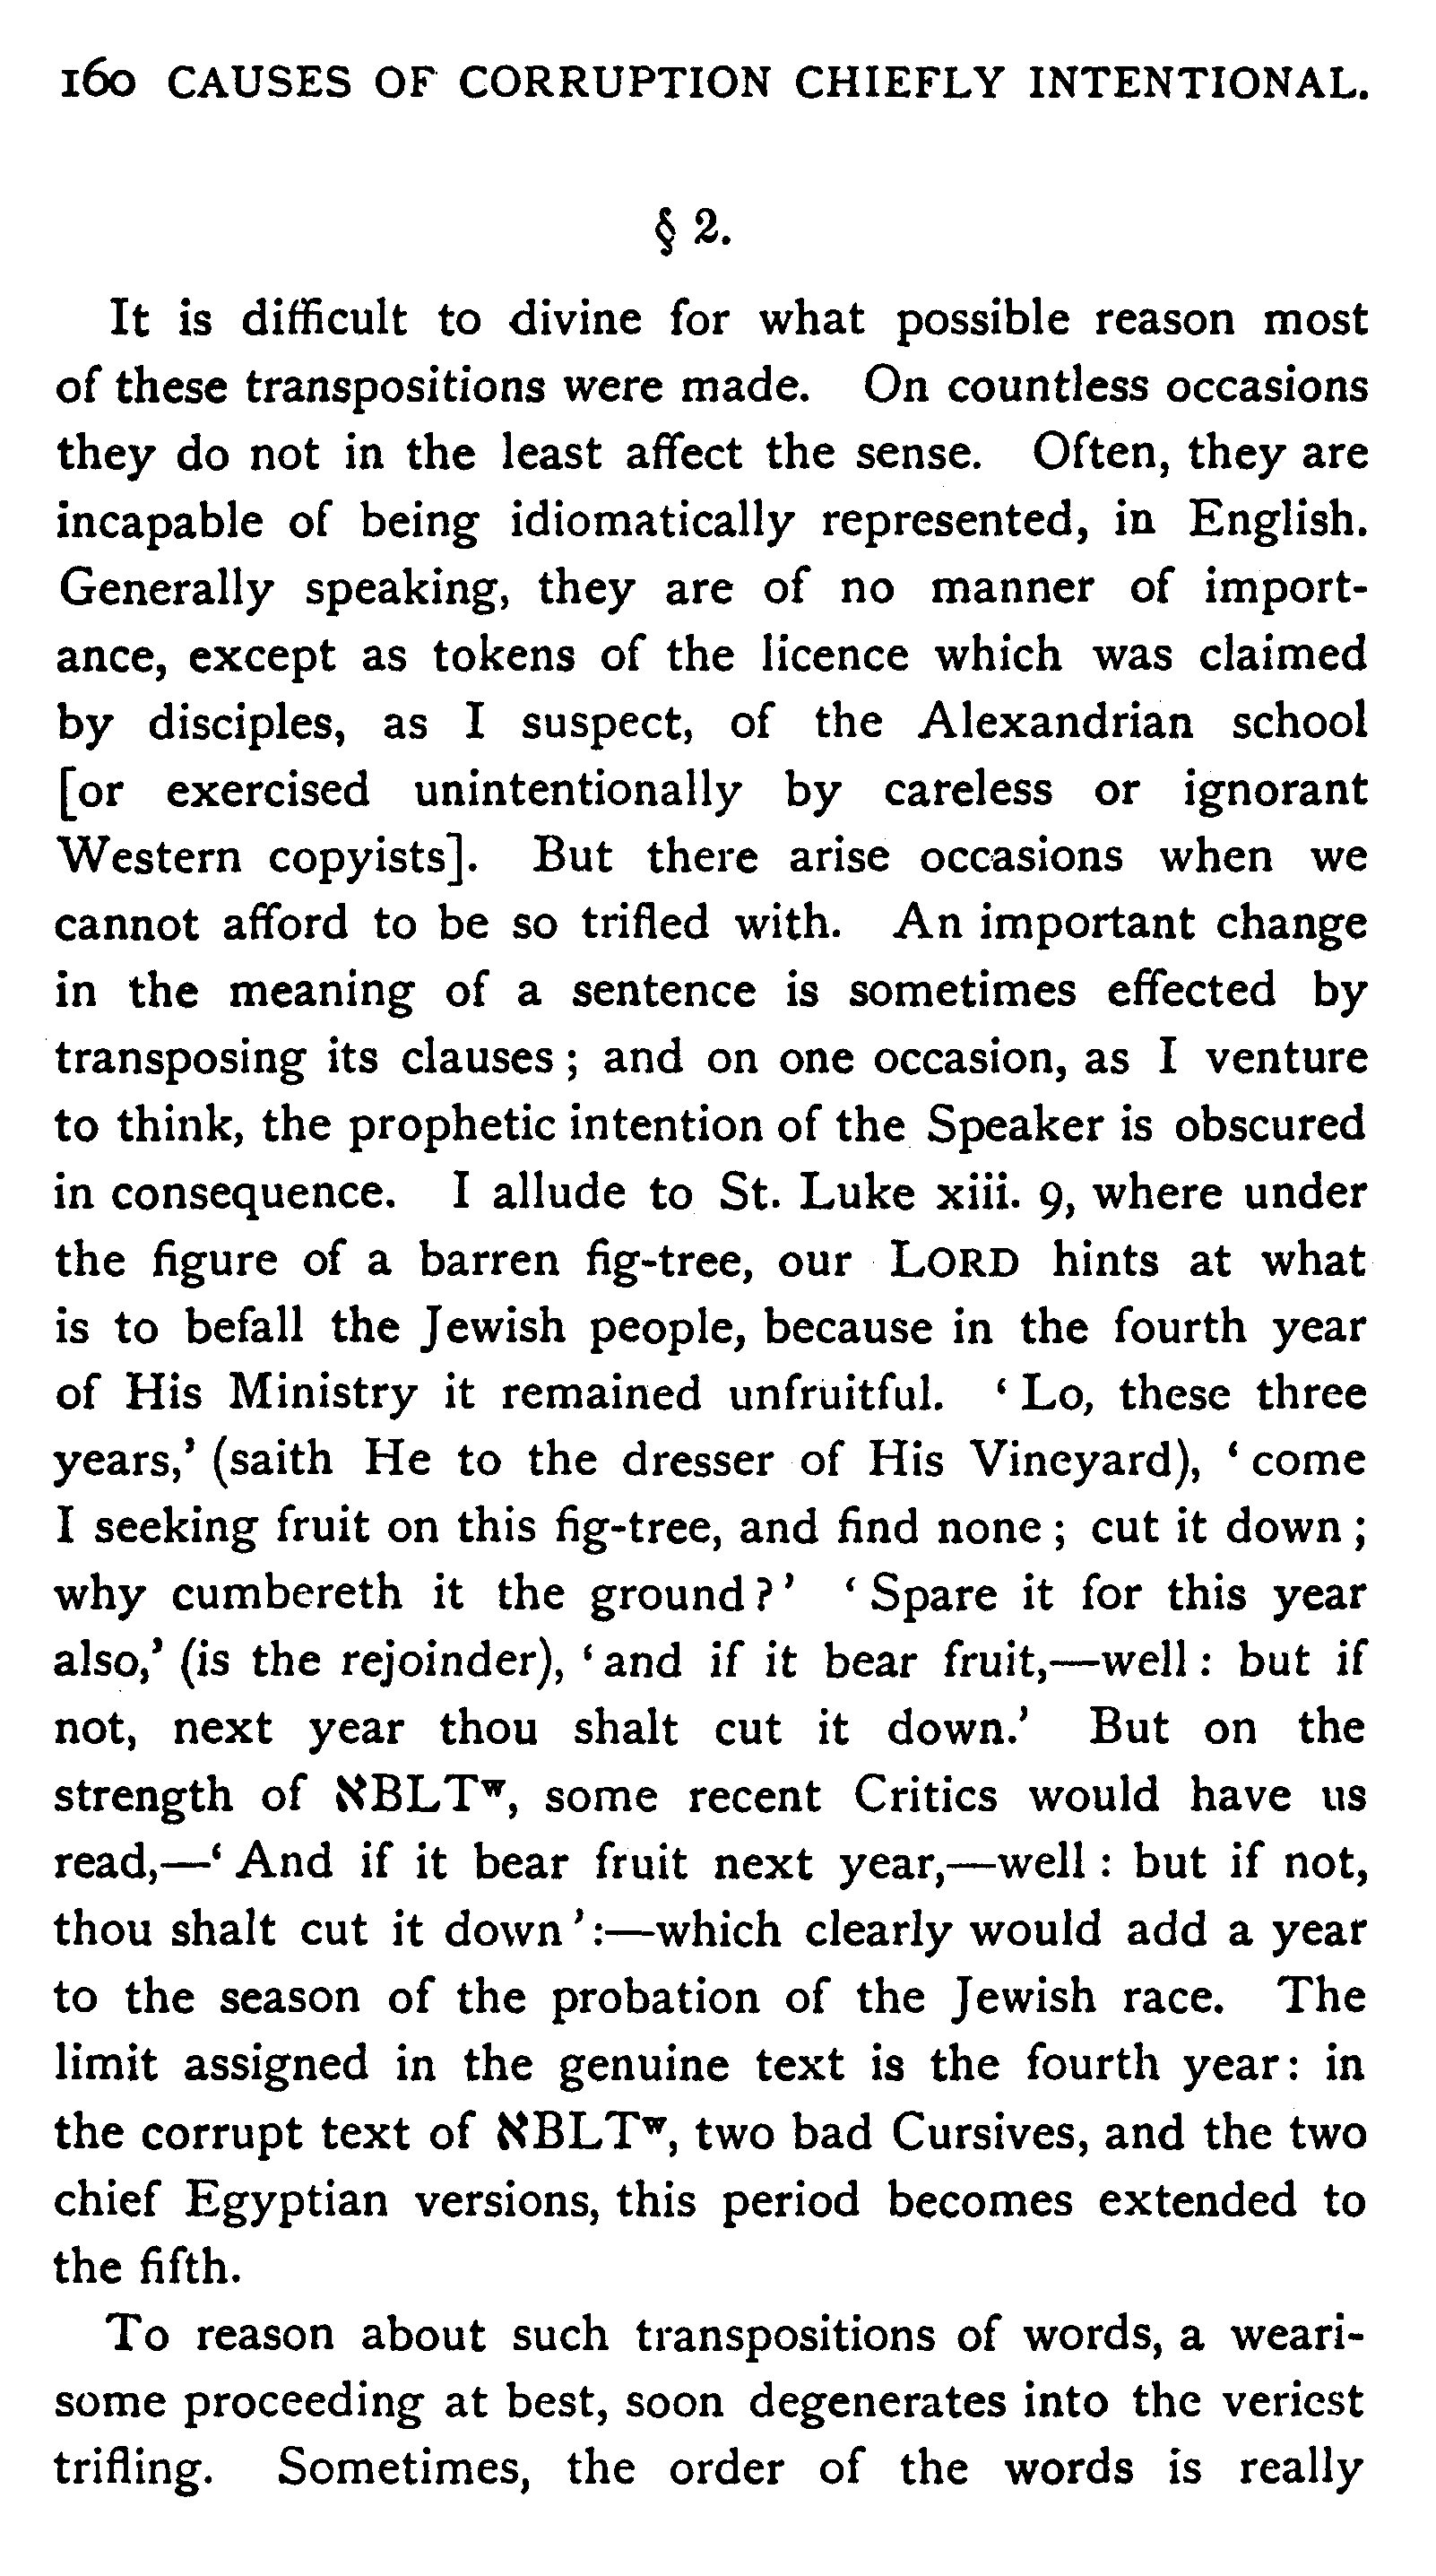 160 CAUSES OF CORRUPTION CHIEFLY INTENTIONAL.
§ 2.
It is difficult to divine for what possible reason most
of these transpositions were made. On countless occasions
they do not in the least affect the sense. Often, they are
incapable of being idiomatically represented, in English.
Generally speaking, they are of no manner of import-
ance, except as tokens of the licence which was claimed
by disciples, as I suspect, of the Alexandrian school
[or exercised unintentionally by careless or ignorant
Western copyists]. But there arise occasions when we
cannot afford to be so trifled with. An important change
in the meaning of a sentence is sometimes effected by
transposing its clauses ; and on one occasion, as I venture
to think, the prophetic intention of the Speaker is obscured
in consequence. I allude to St. Luke xiii. 9, where under
the figure of a barren fig-tree, our LORD hints at what
is to befall the Jewish people, because in the fourth year
of His Ministry it remained unfruitful. ‘ Lo, these three
years,’ (saith He to the dresser of His Vineyard), ‘ come
I seeking fruit on this fig-tree, and find none ; cut it down ;
why cumbereth it the ground ? ’ ‘ Spare it for this year
also,’ (is the rejoinder), ‘ and if it bear fruit,—well : but if
not, next year thou shalt cut it down.’ But on the
strength of ℵBLTʷ, some recent Critics would have us
read,—‘ And if it bear fruit next year,—well : but if not,
thou shalt cut it down ’ :—which clearly would add a year
to the season of the probation of the Jewish race. The
limit assigned in the genuine text is the fourth year : in
the corrupt text of ℵBLTʷ, two bad Cursives, and the two
chief Egyptian versions, this period becomes extended to
the fifth.
To reason about such transpositions of words, a weari-
some proceeding at best, soon degenerates into the veriest
trifling. Sometimes, the order of the words is really